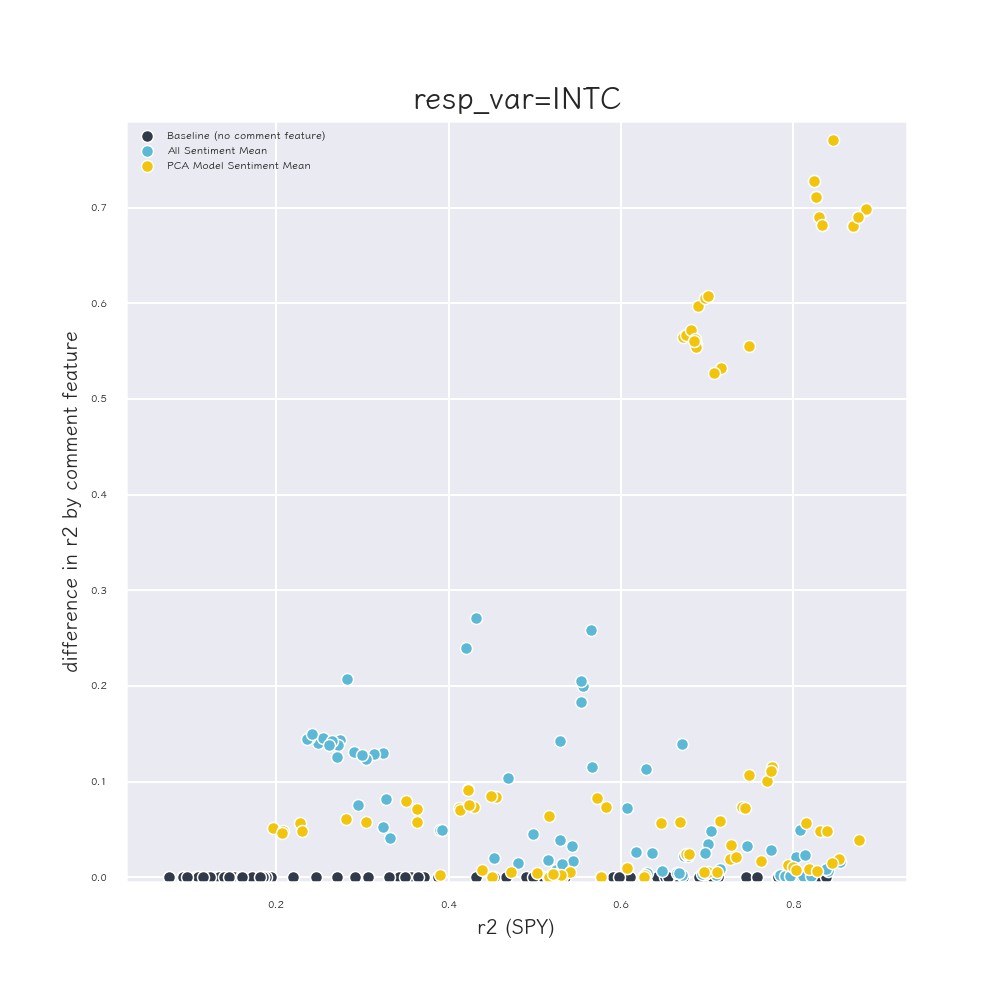 resp_var=INTC
Baseline (no comment feature)
All Sentiment Mean
PCA Model Sentiment Mean
0.7
0.6
0.5
0.4
0.3
0.2
0.1
0.0
difference in r2 by comment feature
0.2 0.4 0.6 0.8
r2 (SPY)